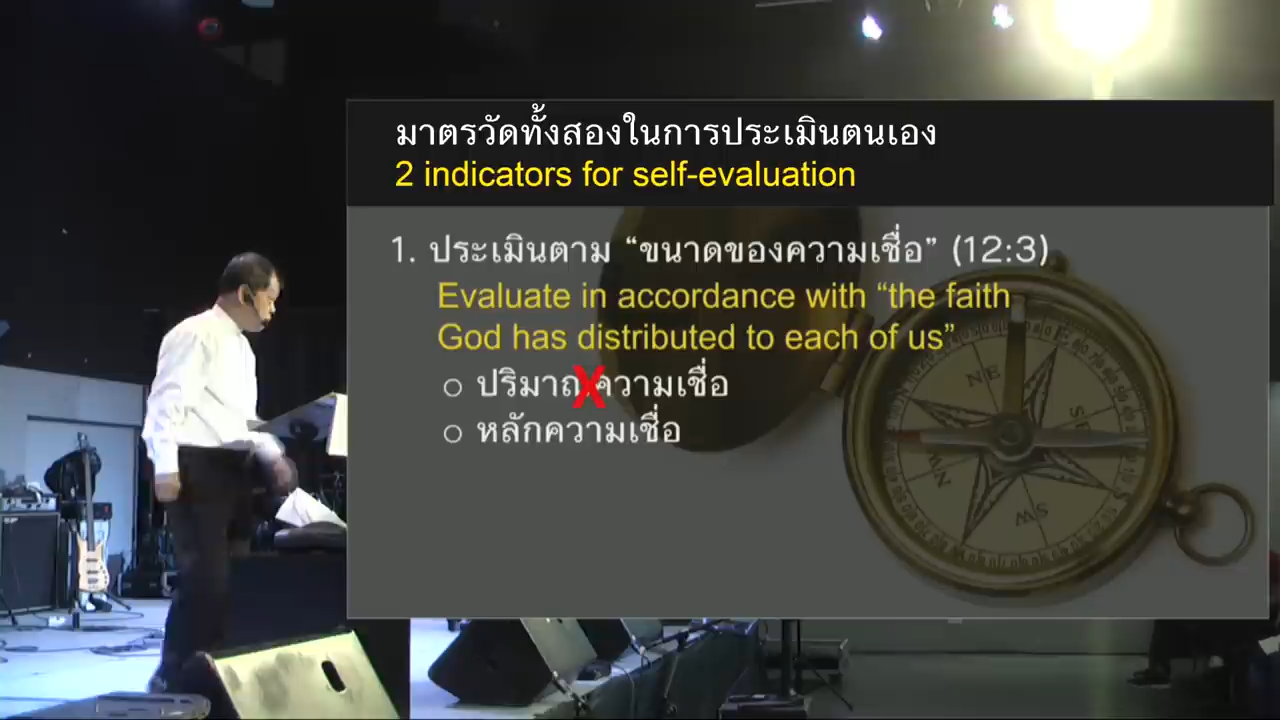 มาตรวัดทั้งสองในการประเมินตนเอง
2 indicators for self-evaluation
1. ประเมินตาม “ขนาดของความเชื่อ” (12:3)
Evaluate in accordance with “the faith
God has distributed to each of us”
○ ปริมาณความเชื่อ
X
○ หลักความเชื่อ
NE
SE
SW
NW